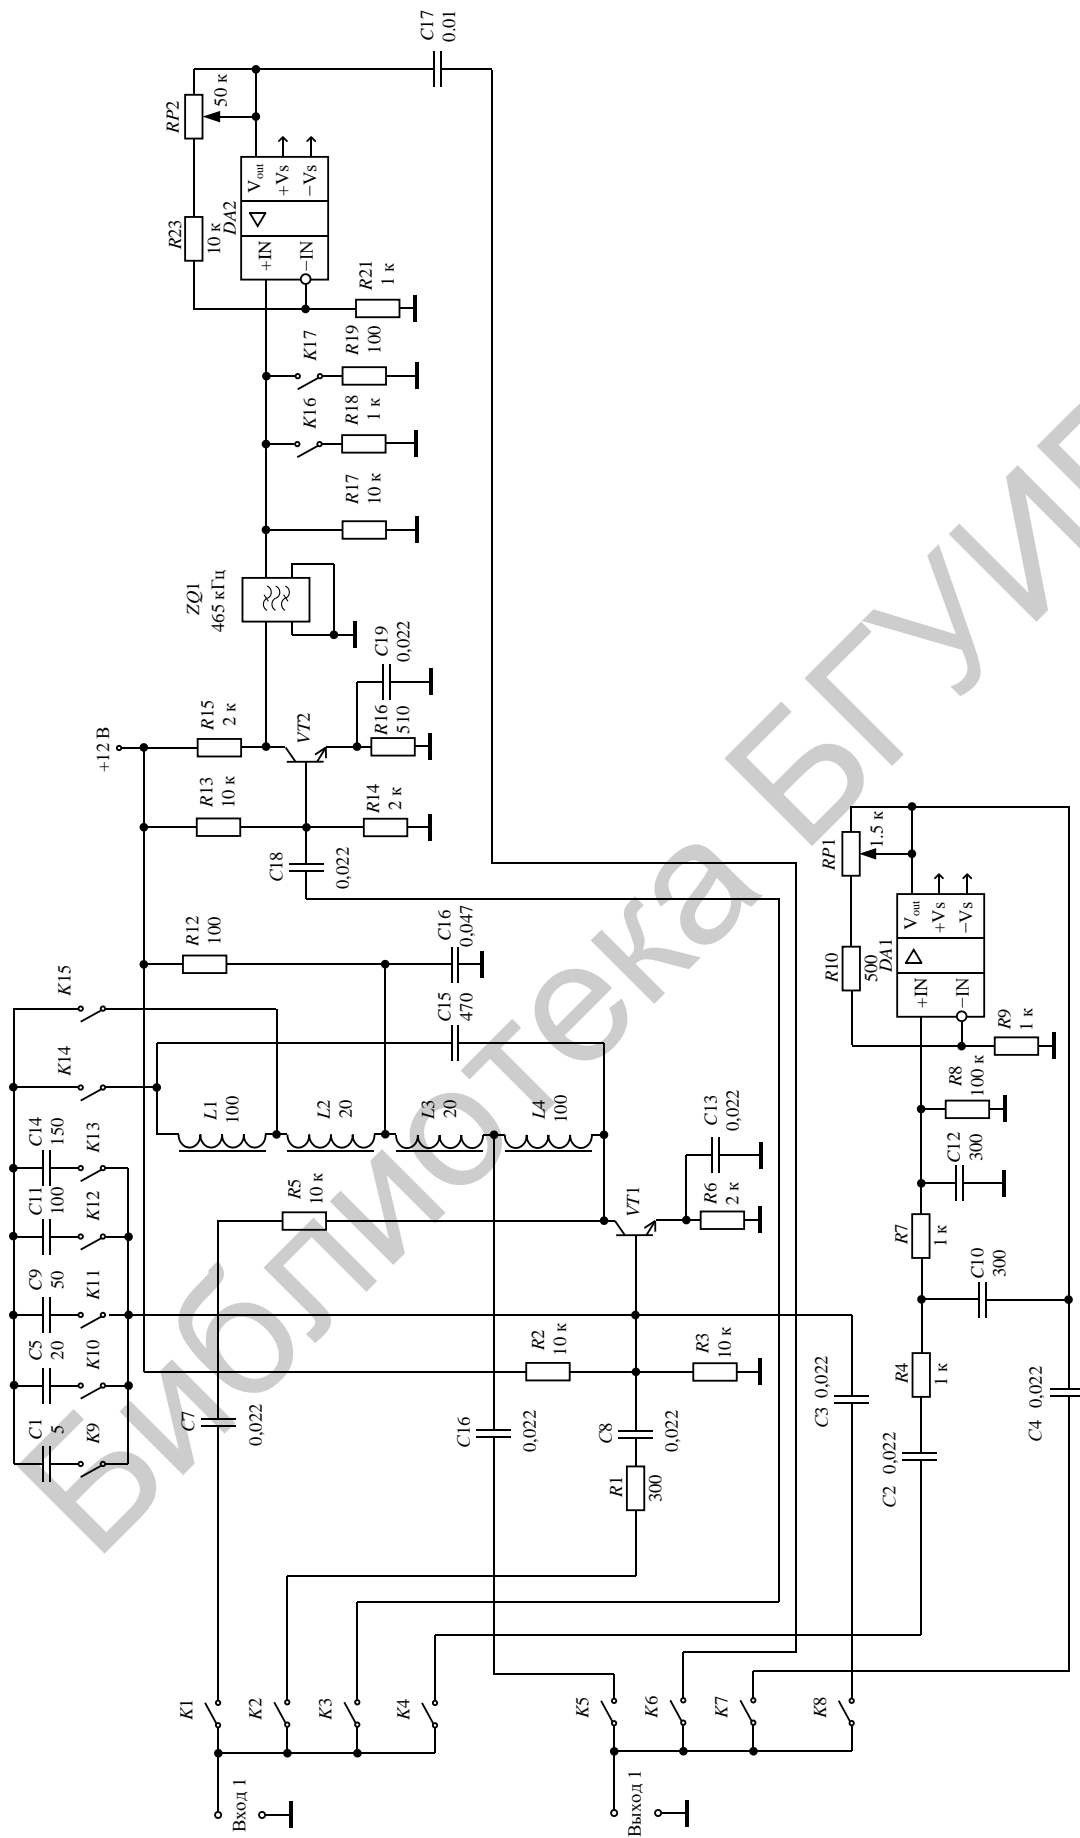 C17
0.01
RP2
50 к
R23
10 к
DA2
Vout
+Vs
−Vs
+IN
−IN
R21
1 к
K17
R19
100
K16
R18
1 к
R17
10 к
ZQ1
465 кГц
C19
0,022
R16
510
VT2
R15
2 к
+12 В
R13
10 к
R14
2 к
C18
0,022
R12
100
C16
0,047
C15
470
K15
K14
L1
100
L2
20
L3
20
L4
100
C14
150
K13
C11
100
K12
C9
50
K11
C5
20
K10
C1
5
K9
R5
10 к
C13
0,022
R6
2 к
VT1
R2
10 к
R3
10 к
C7
0,022
C16
0,022
C8
0,022
R1
300
C3 0,022
RP1
1.5 к
R10
500
DA1
Vout
+Vs
−Vs
+IN
−IN
R9
1 к
R8
100 к
C12
300
R7
1 к
C10
300
R4
1 к
C2 0,022
C4 0,022
K1
K2
K3
K4
K5
K6
K7
K8
Вход 1
Выход 1
Библиотека БГУИР